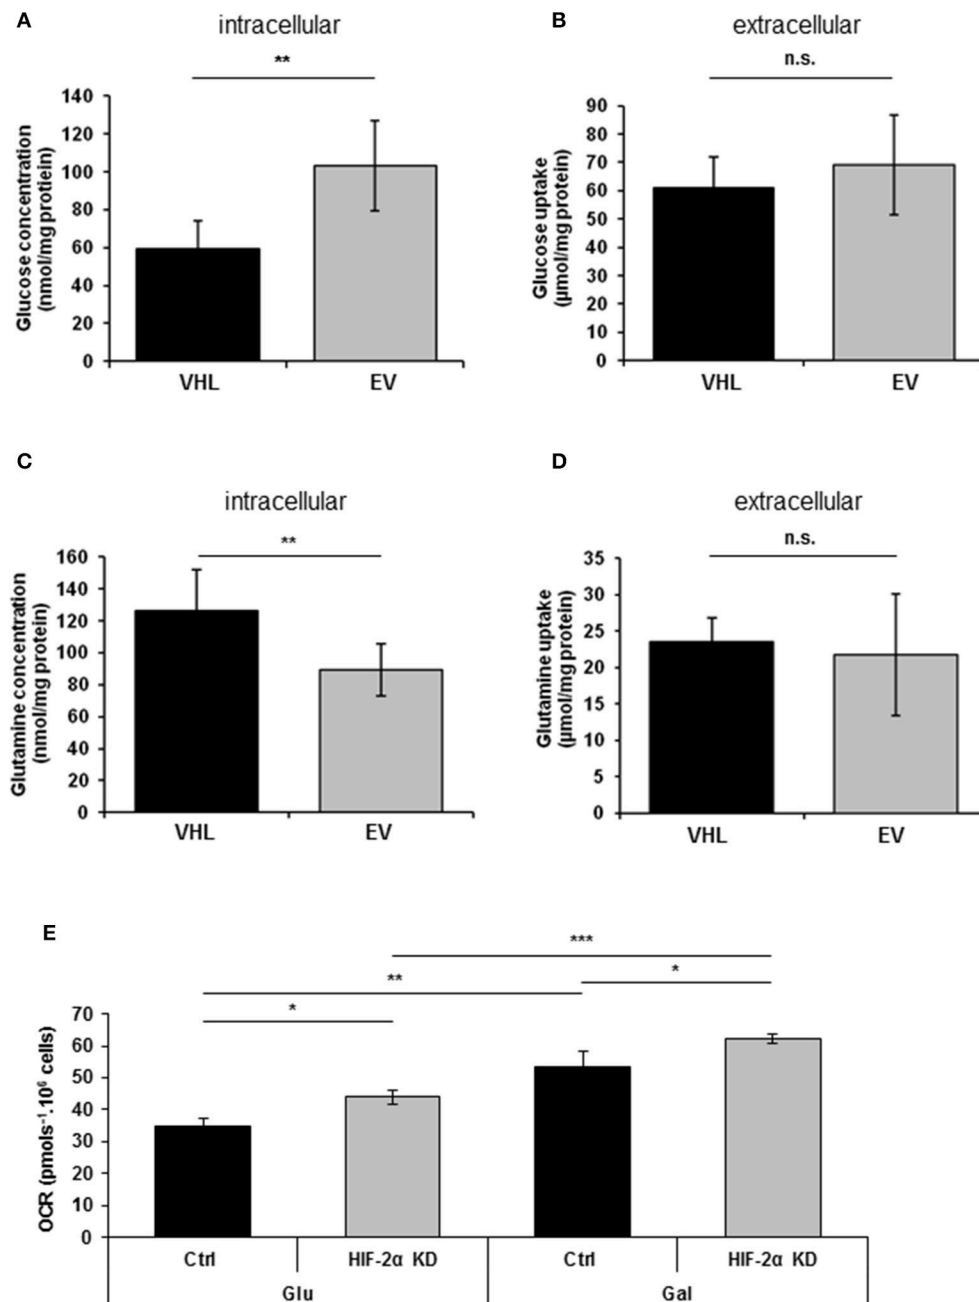 A
intracellular
**
Glucose concentration
(nmol/mg protiein)
140
120
100
80
60
40
20
0
VHL
EV
B
extracellular
n.s.
Glucose uptake
(µmol/mg protein)
90
80
70
60
50
40
30
20
10
0
VHL
EV
C
intracellular
**
Glutamine concentration
(nmol/mg protein)
160
140
120
100
80
60
40
20
0
VHL
EV
D
extracellular
n.s.
Glutamine uptake
(µmol/mg protein)
35
30
25
20
15
10
5
0
VHL
EV
E
***
**
*
*
OCR (pmols⁻¹.10⁶ cells)
70
60
50
40
30
20
10
0
Ctrl
HIF-2α KD
Ctrl
HIF-2α KD
Glu
Gal